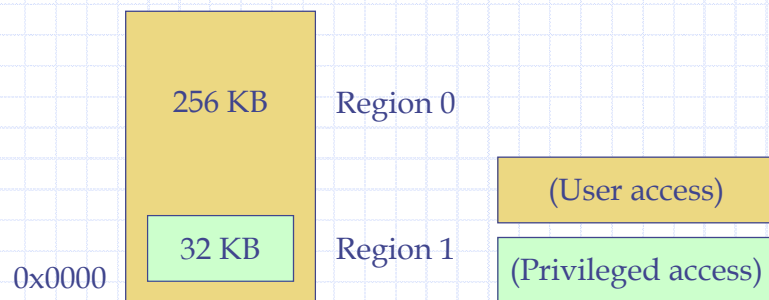 256 KB
Region 0
(User access)
32 KB
Region 1
(Privileged access)
0x0000